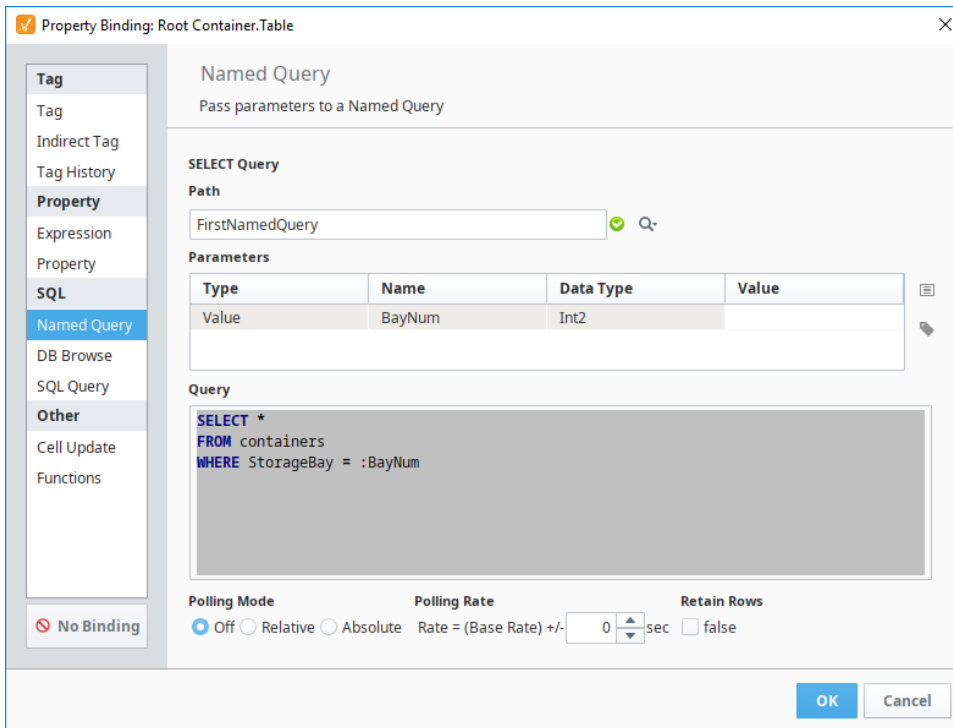 Property Binding: Root Container.Table
Tag
Tag
Indirect Tag
Tag History
Property
Expression
Property
SQL
Named Query
DB Browse
SQL Query
Other
Cell Update
Functions
No Binding
Named Query
Pass parameters to a Named Query
SELECT Query
Path
FirstNamedQuery
Parameters
Type Name Data Type Value
Value BayNum Int2
Query
SELECT *
FROM containers
WHERE StorageBay = :BayNum
Polling Mode Polling Rate Retain Rows
Off Relative Absolute Rate = (Base Rate) +/- 0 sec false
OK Cancel